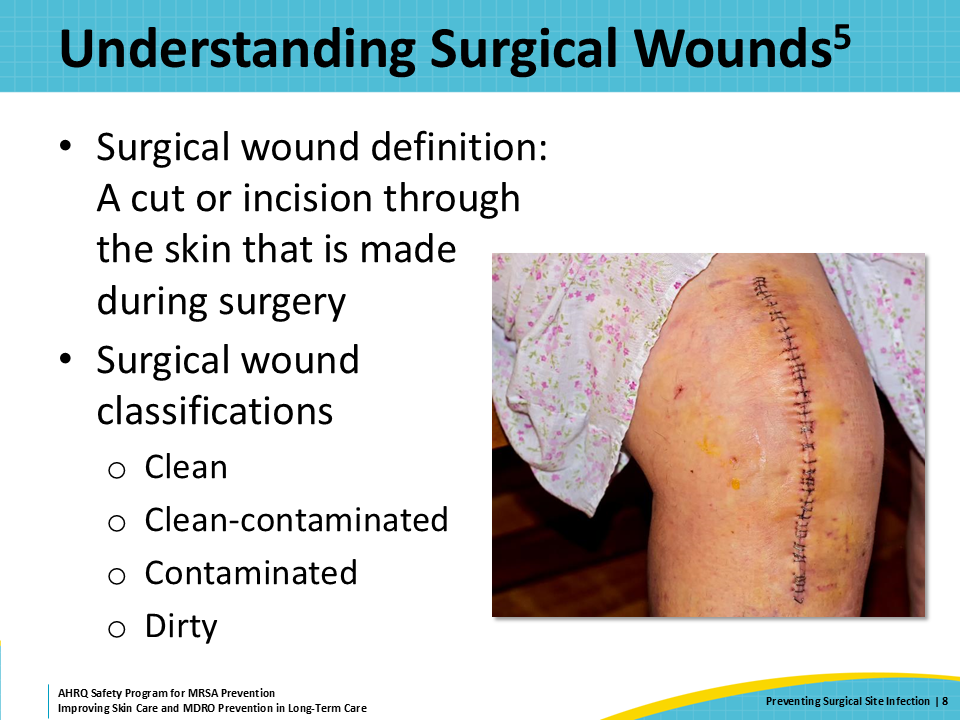 Understanding Surgical Wounds⁵
• Surgical wound definition:
A cut or incision through
the skin that is made
during surgery
• Surgical wound
classifications
o Clean
o Clean-contaminated
o Contaminated
o Dirty
AHRQ Safety Program for MRSA Prevention
Improving Skin Care and MDRO Prevention in Long-Term Care
Preventing Surgical Site Infection | 8